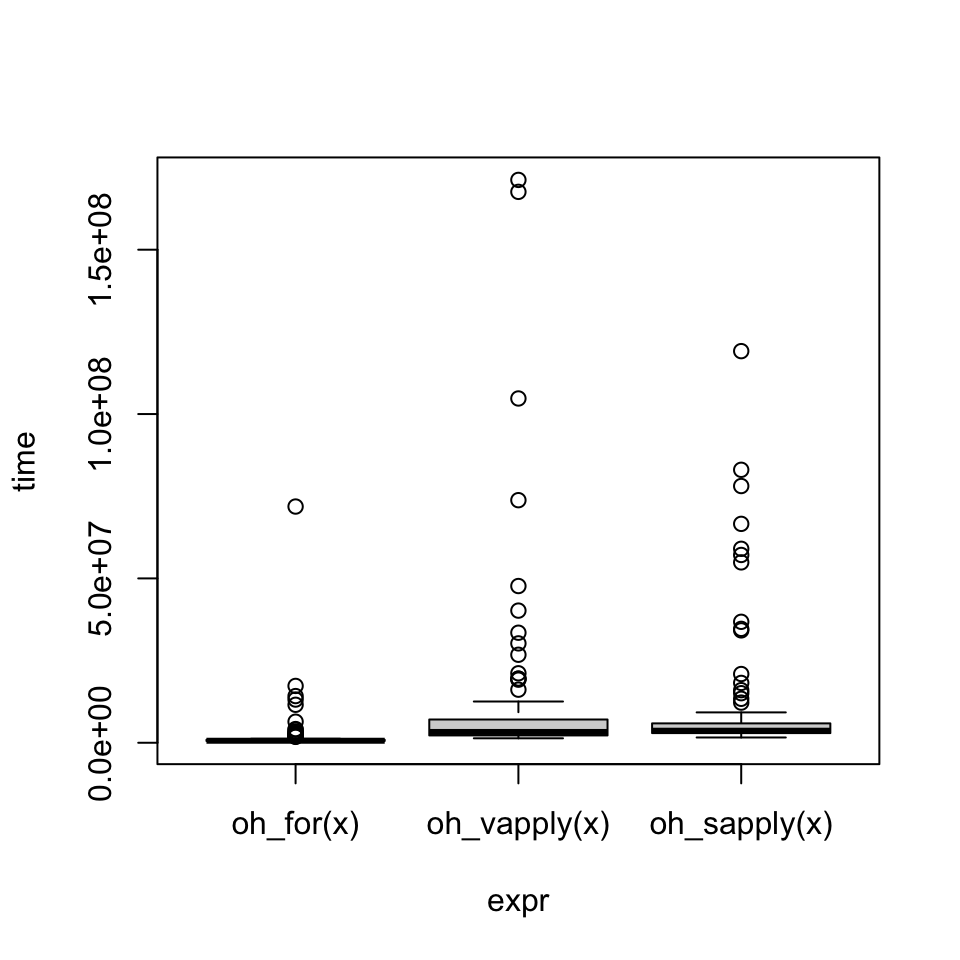 1.5e+08
1.0e+08
5.0e+07
0.0e+00
time
oh_for(x) oh_vapply(x) oh_sapply(x)
expr